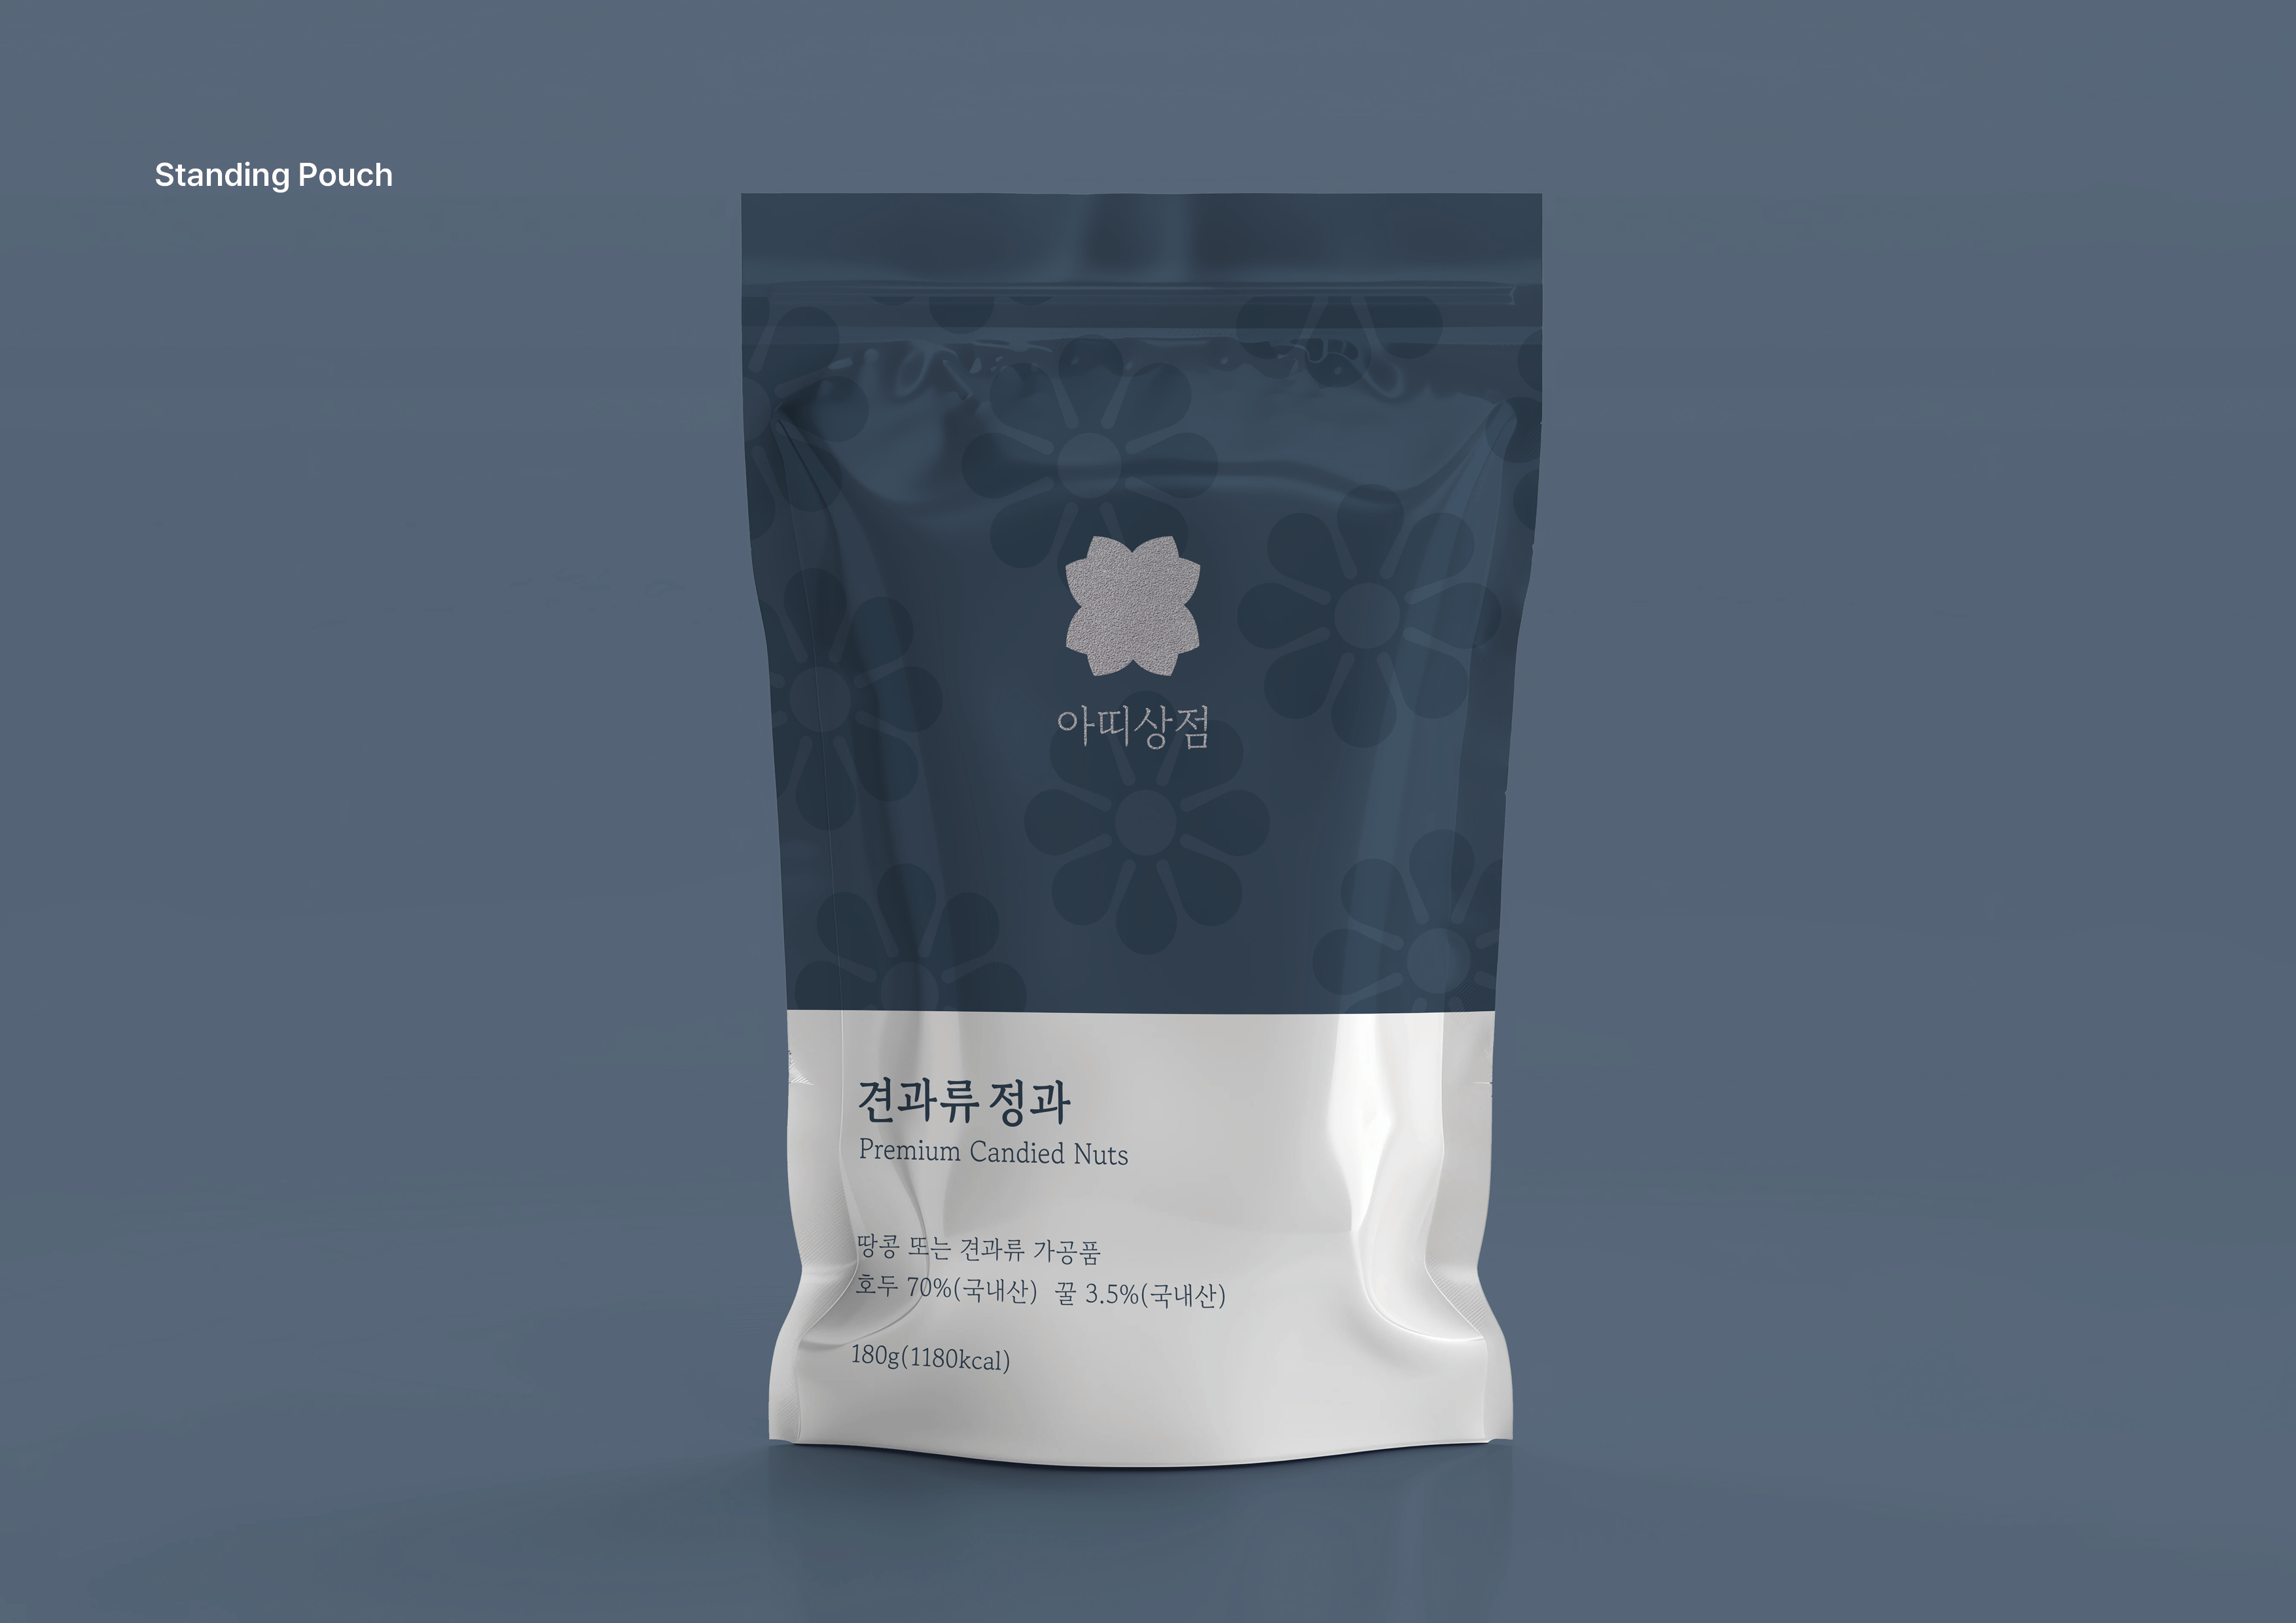 Standing Pouch
아띠상점
견과류 정과
Premium Candied Nuts
땅콩 또는 견과류 가공품
호두 70%(국내산) 꿀 3.5%(국내산)
180g(1180kcal)